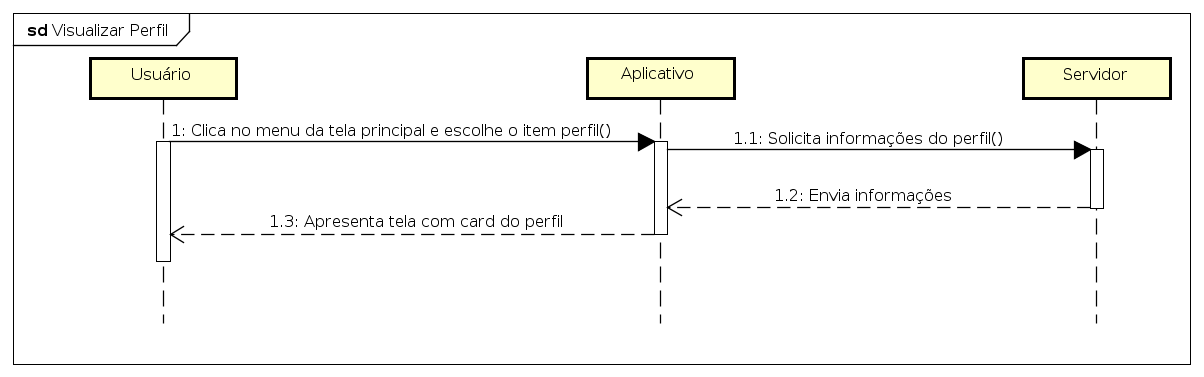 sd Visualizar Perfil
Usuário
Aplicativo
Servidor
1: Clica no menu da tela principal e escolhe o item perfil()
1.1: Solicita informações do perfil()
1.2: Envia informações
1.3: Apresenta tela com card do perfil